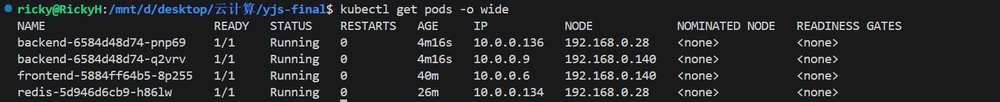 ricky@RickyH:/mnt/d/desktop/云计算/yjs-final$ kubectl get pods -o wide
NAME READY STATUS RESTARTS AGE IP NODE NOMINATED NODE READINESS GATES
backend-6584d48d74-pnp69 1/1 Running 0 4m16s 10.0.0.136 192.168.0.28 <none> <none>
backend-6584d48d74-q2vrv 1/1 Running 0 4m16s 10.0.0.9 192.168.0.140 <none> <none>
frontend-5884ff64b5-8p255 1/1 Running 0 40m 10.0.0.6 192.168.0.140 <none> <none>
redis-5d946d6cb9-h86lw 1/1 Running 0 26m 10.0.0.134 192.168.0.28 <none> <none>